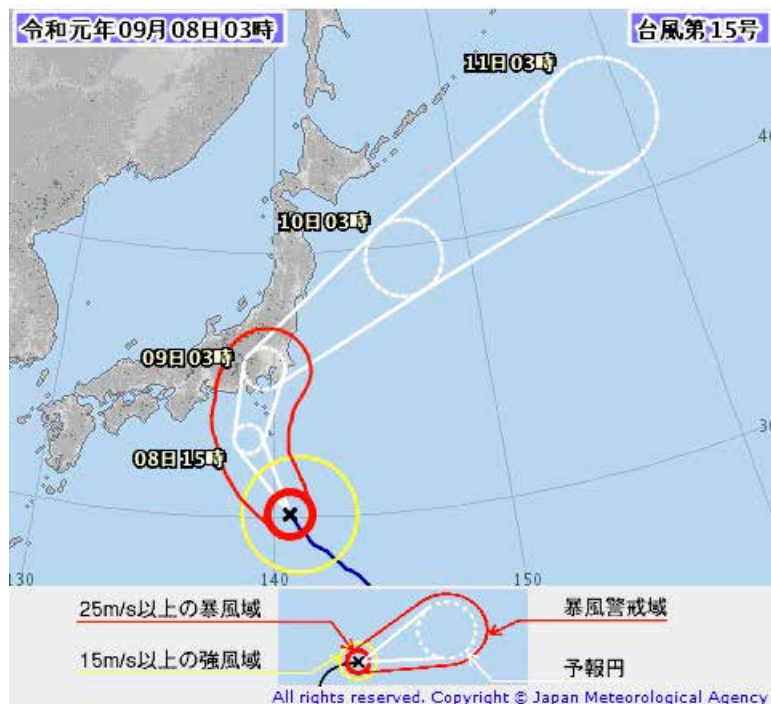 令和元年09月08日03時
台風第15号
11日03時
40
10日03時
09日03時
30
08日15時
130
140
150
25m/s以上の暴風域
暴風警戒域
15m/s以上の強風域
予報円
All rights reserved. Copyright © Japan Meteorological Agency